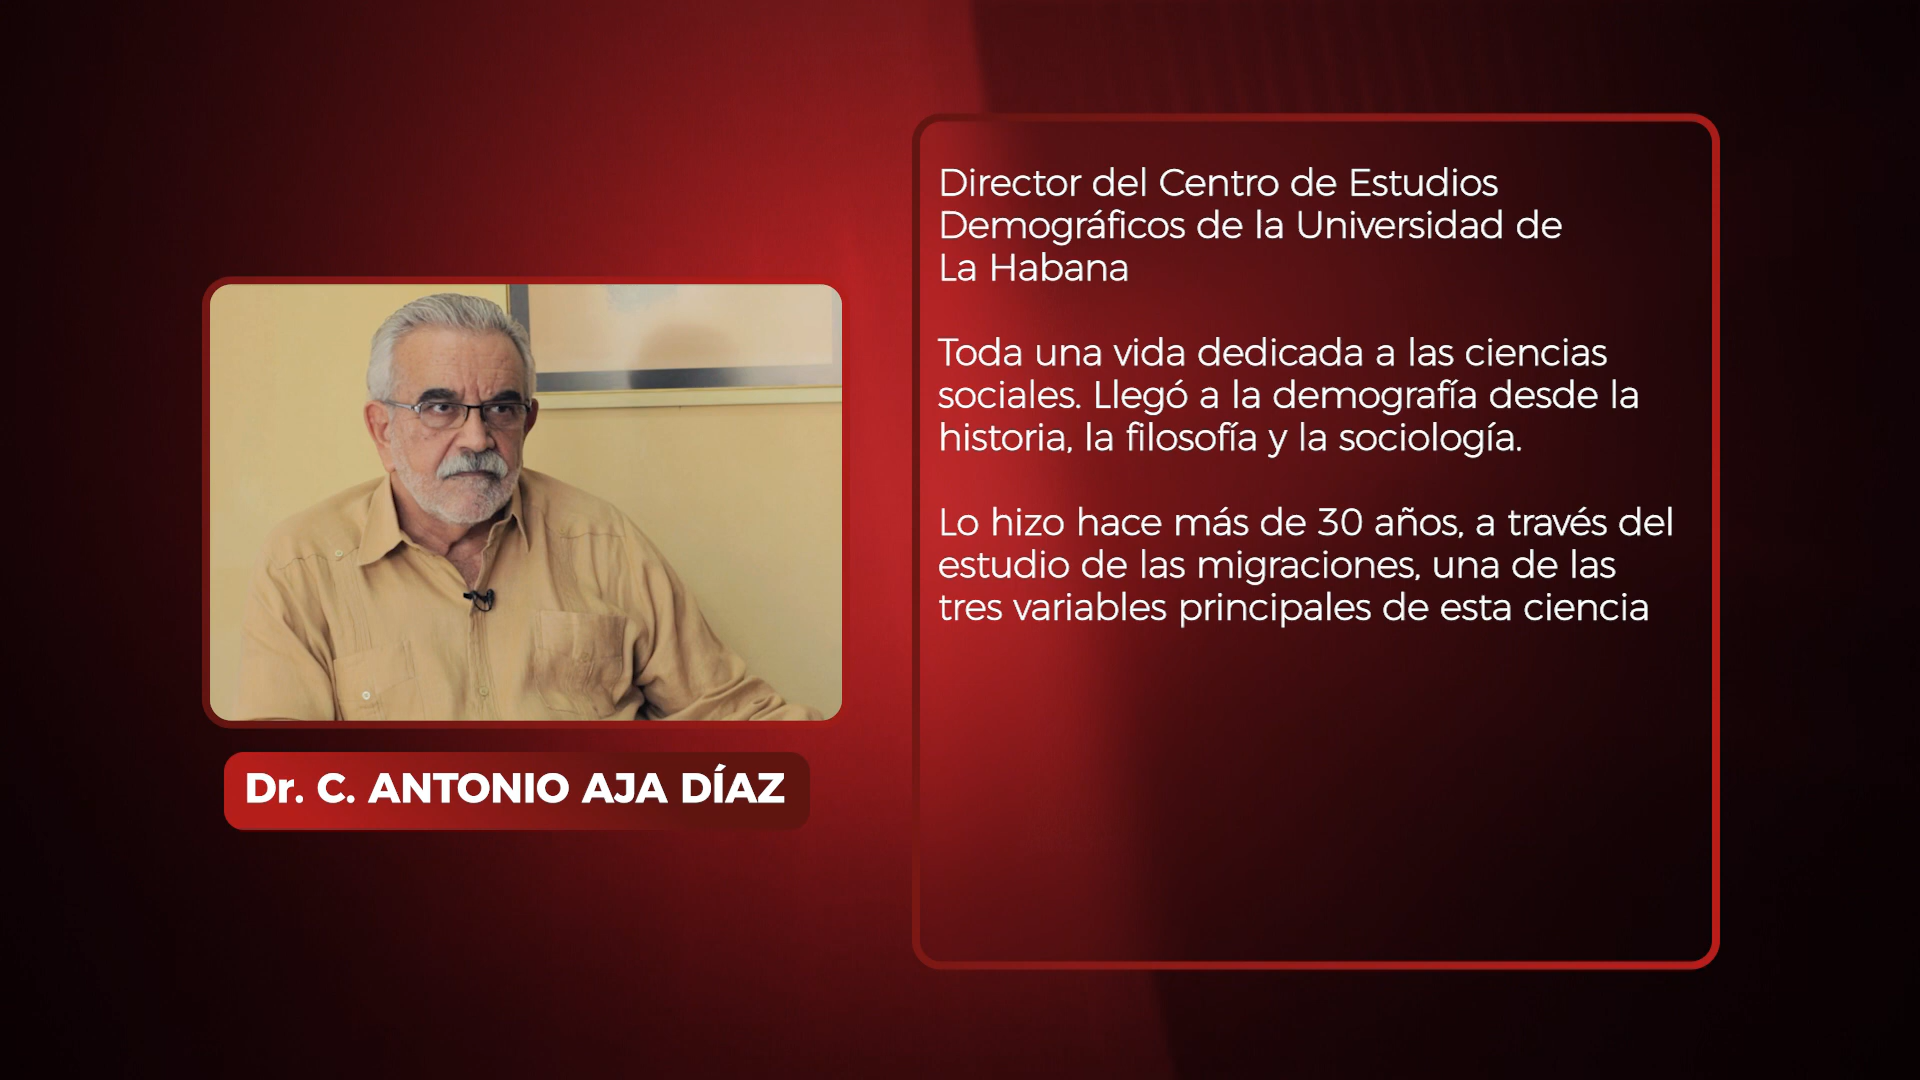 Director del Centro de Estudios
Demográficos de la Universidad de
La Habana
Toda una vida dedicada a las ciencias
sociales. Llegó a la demografía desde la
historia, la filosofía y la sociología.
Lo hizo hace más de 30 años, a través del
estudio de las migraciones, una de las
tres variables principales de esta ciencia
Dr. C. ANTONIO AJA DÍAZ